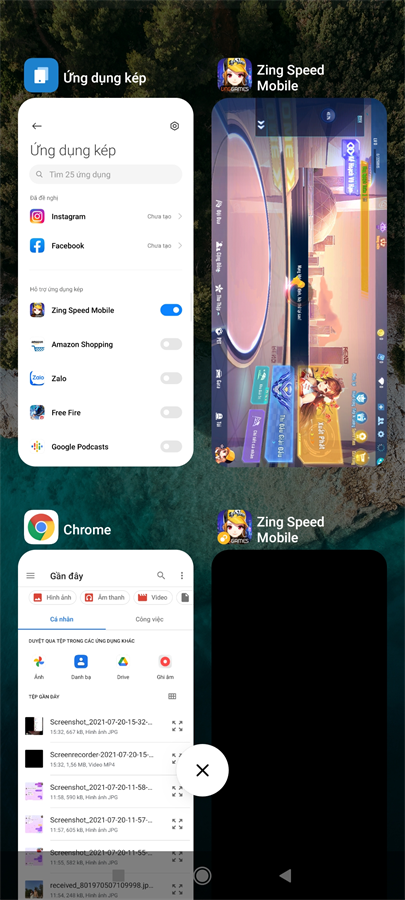 Ứng dụng kép
Ứng dụng kép
Tìm 25 ứng dụng
Đã đề nghị
Instagram
Chưa tạo
Facebook
Chưa tạo
Hỗ trợ ứng dụng kép
Zing Speed Mobile
Amazon Shopping
Zalo
Zalo
Free Fire
Google Podcasts
Zing Speed
Mobile
Chrome
Gần đây
Hình ảnh
Âm thanh
Video
Cá nhân
Công việc
DUYỆT QUA TỆP TRONG CÁC ỨNG DỤNG KHÁC
Ảnh
Danh bạ
Drive
Ghi âm
TỆP GẦN ĐÂY
Screenshot_2021-07-20-15-32-...
15:32, 667 kB, Hình ảnh JPG
Screenrecorder-2021-07-20-15-...
15:32, 1,56 MB, Video MP4
Screenshot_2021-07-20-11-58-...
11:58, 590 kB, Hình ảnh JPG
Screenshot_2021-07-20-11-57-...
11:57, 605 kB, Hình ảnh JPG
Screenshot_2021-07-20-11-55-...
11:55, 587 kB, Hình ảnh JPG
received_801970507109998.jp...
11:54, 248 kB, Hình ảnh JPG
Zing Speed
Mobile